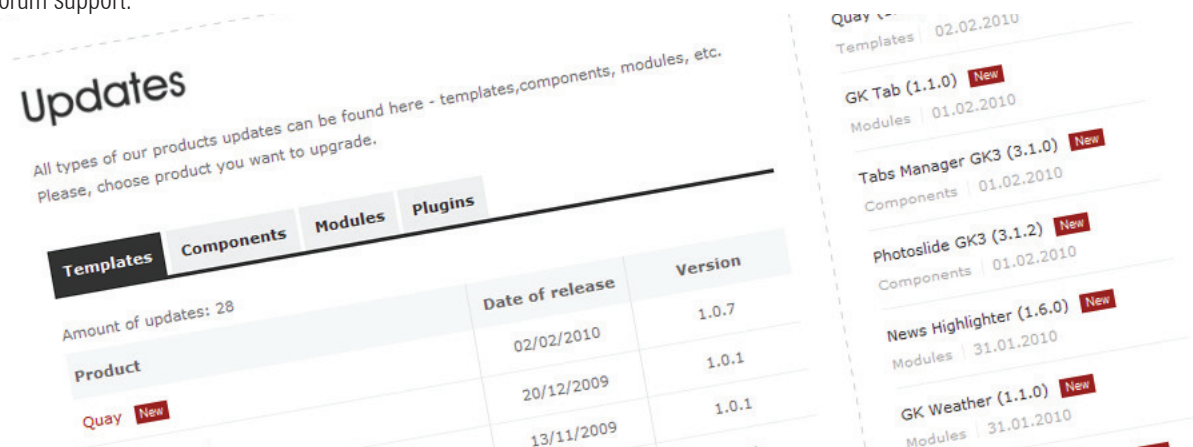 orum support.
Updates
All types of our products updates can be found here - templates,components, modules, etc.
Please, choose product you want to upgrade.
Templates Components Modules Plugins
Amount of updates: 28
Product Date of release Version
Quay New 02/02/2010 1.0.7
20/12/2009 1.0.1
13/11/2009 1.0.1
Quay
Templates 02.02.2010
GK Tab (1.1.0) New
Modules 01.02.2010
Tabs Manager GK3 (3.1.0) New
Components 01.02.2010
Photoslide GK3 (3.1.2) New
Components 01.02.2010
News Highlighter (1.6.0) New
Modules 31.01.2010
GK Weather (1.1.0) New
Modules 31.01.2010